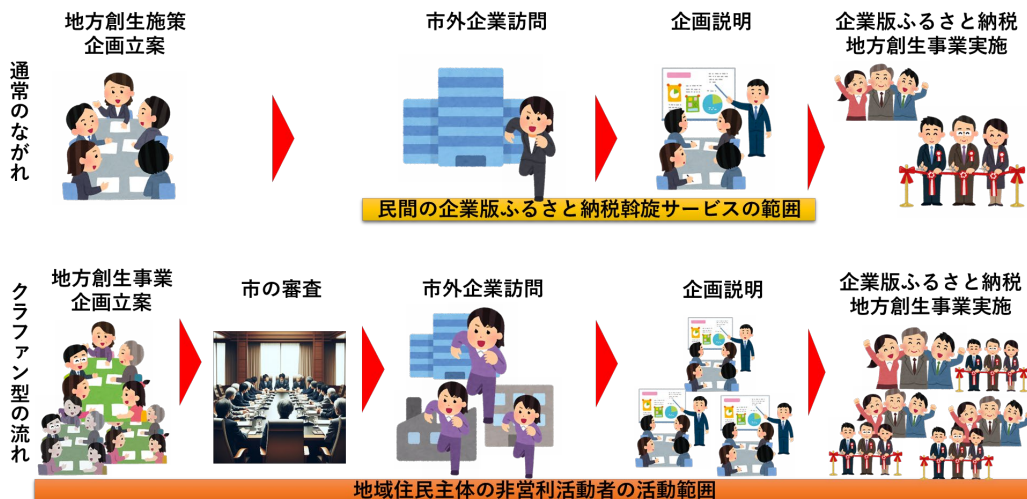 通常のながれ
地方創生施策
企画立案
市外企業訪問
企画説明
企業版ふるさと納税
地方創生事業実施
民間の企業版ふるさと納税斡旋サービスの範囲
クラファン型の流れ
地方創生事業
企画立案
市の審査
市外企業訪問
企画説明
企業版ふるさと納税
地方創生事業実施
地域住民主体の非営利活動者の活動範囲